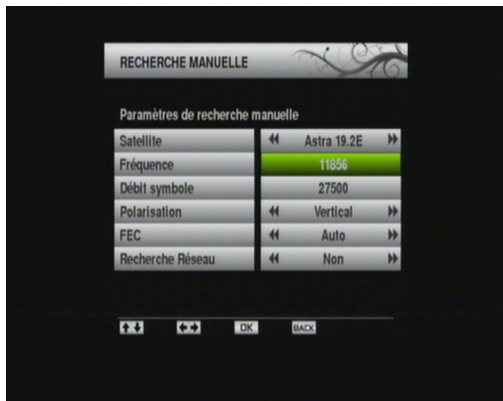 RECHERCHE MANUELLE
Paramètres de recherche manuelle
Satellite Astra 19.2E
Fréquence 11856
Débit symbole 27500
Polarisation Vertical
FEC Auto
Recherche Réseau Non
OK BACK